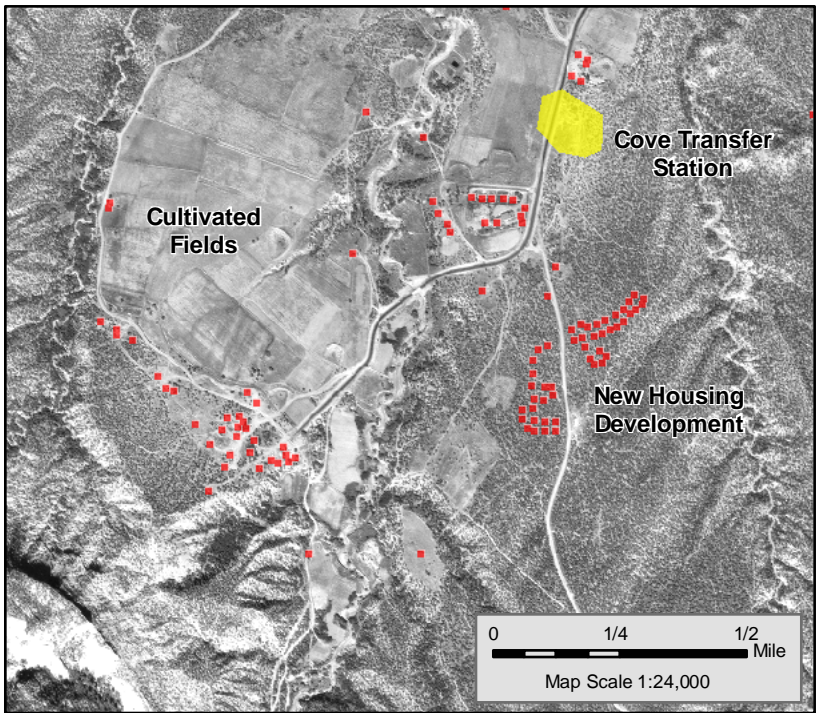 Cove Transfer
Station
Cultivated
Fields
New Housing
Development
0 1/4 1/2
Mile
Map Scale 1:24,000